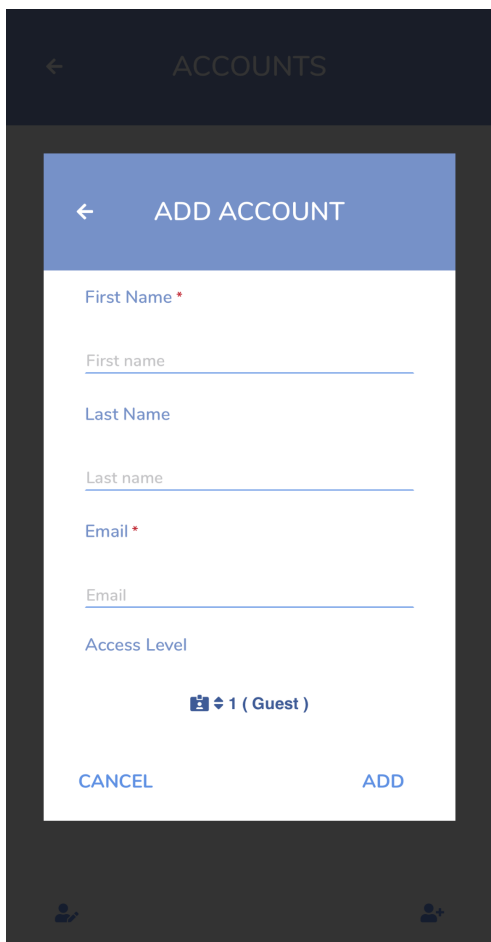 ACCOUNTS
ADD ACCOUNT
First Name *
First name
Last Name
Last name
Email *
Email
Access Level
1 ( Guest )
CANCEL ADD